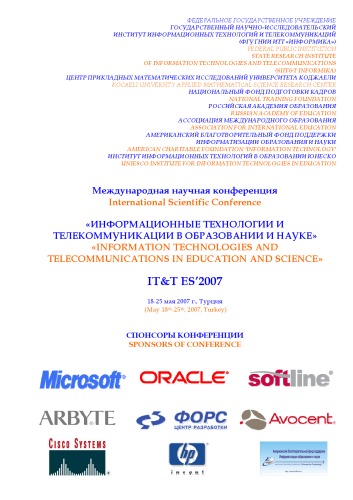 ФЕДЕРАЛЬНОЕ ГОСУДАРСТВЕННОЕ УЧРЕЖДЕНИЕ
ГОСУДАРСТВЕННЫЙ НАУЧНО-ИССЛЕДОВАТЕЛЬСКИЙ
ИНСТИТУТ ИНФОРМАЦИОННЫХ ТЕХНОЛОГИЙ И ТЕЛЕКОММУНИКАЦИЙ
(ФГУ ГНИИ ИТТ «ИНФОРМИКА»)
FEDERAL PUBLIC INSTITUTION
STATE RESEARCH INSTITUTE
OF INFORMATION TECHNOLOGIES AND TELECOMMUNICATIONS
(SIIT&T INFORMIKA)
ЦЕНТР ПРИКЛАДНЫХ МАТЕМАТИЧЕСКИХ ИССЛЕДОВАНИЙ УНИВЕРСИТЕТА КОДЖАЕЛИ
KOCAELI UNIVERSITY APPLIED MATHEMATICAL SCIENCE RESEARCH CENTER
НАЦИОНАЛЬНЫЙ ФОНД ПОДГОТОВКИ КАДРОВ
NATIONAL TRAINING FOUNDATION
РОССИЙСКАЯ АКАДЕМИЯ ОБРАЗОВАНИЯ
RUSSIAN ACADEMY OF EDUCATION
АССОЦИАЦИЯ МЕЖДУНАРОДНОГО ОБРАЗОВАНИЯ
ASSOCIATION FOR INTERNATIONAL EDUCATION
АМЕРИКАНСКИЙ БЛАГОТВОРИТЕЛЬНЫЙ ФОНД ПОДДЕРЖКИ
ИНФОРМАТИЗАЦИИ ОБРАЗОВАНИЯ И НАУКИ
AMERICAN CHARITABLE FOUNDATION 'INFORMATION TECHNOLOGY'
ИНСТИТУТ ИНФОРМАЦИОННЫХ ТЕХНОЛОГИЙ В ОБРАЗОВАНИИ ЮНЕСКО
UNESCO INSTITUTE FOR INFORMATION TECHNOLOGIES IN EDUCATION
Международная научная конференция
International Scientific Conference
«ИНФОРМАЦИОННЫЕ ТЕХНОЛОГИИ И
ТЕЛЕКОММУНИКАЦИИ В ОБРАЗОВАНИИ И НАУКЕ»
«INFORMATION TECHNOLOGIES AND
TELECOMMUNICATIONS IN EDUCATION AND SCIENCE»
IT&T ES'2007
18-25 мая 2007 г., Турция
(May 18th-25th, 2007, Turkey)
СПОНСОРЫ КОНФЕРЕНЦИИ
SPONSORS OF CONFERENCE
Microsoft ORACLE softline
ARBYTE ФОРС ЦЕНТР РАЗРАБОТКИ Avocent
CISCO SYSTEMS hp invent